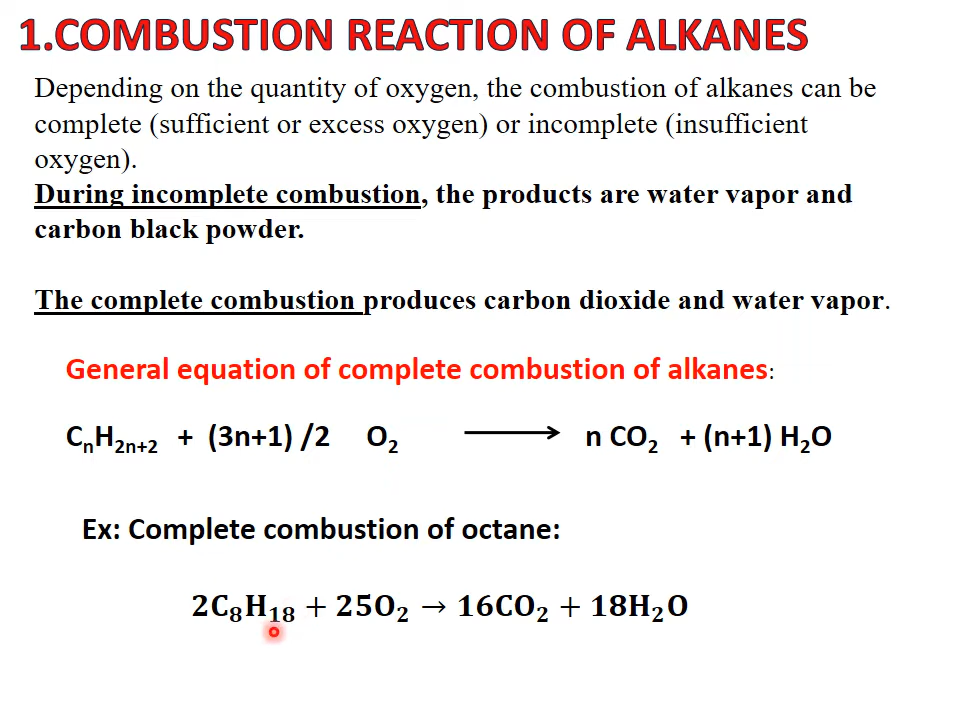 1.COMBUSTION REACTION OF ALKANES
Depending on the quantity of oxygen, the combustion of alkanes can be
complete (sufficient or excess oxygen) or incomplete (insufficient
oxygen).
During incomplete combustion, the products are water vapor and
carbon black powder.
The complete combustion produces carbon dioxide and water vapor.
General equation of complete combustion of alkanes:
CₙH₂ₙ₊₂ + (3n+1) /2 O₂ ⟶ n CO₂ + (n+1) H₂O
Ex: Complete combustion of octane:
2C₈H₁₈ + 25O₂ → 16CO₂ + 18H₂O